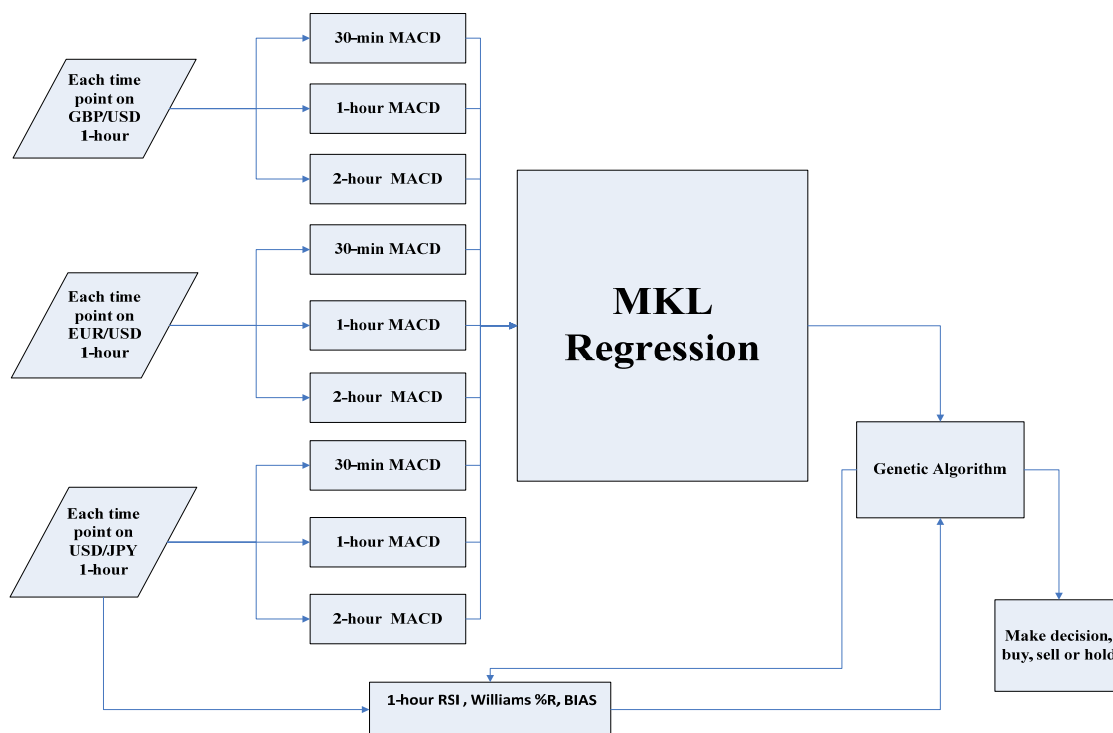 Each time
point on
GBP/USD
1-hour
30-min MACD
1-hour MACD
2-hour MACD
Each time
point on
EUR/USD
1-hour
30-min MACD
1-hour MACD
2-hour MACD
Each time
point on
USD/JPY
1-hour
30-min MACD
1-hour MACD
2-hour MACD
MKL
Regression
Genetic Algorithm
Make decision,
buy, sell or hold
1-hour RSI , Williams %R, BIAS